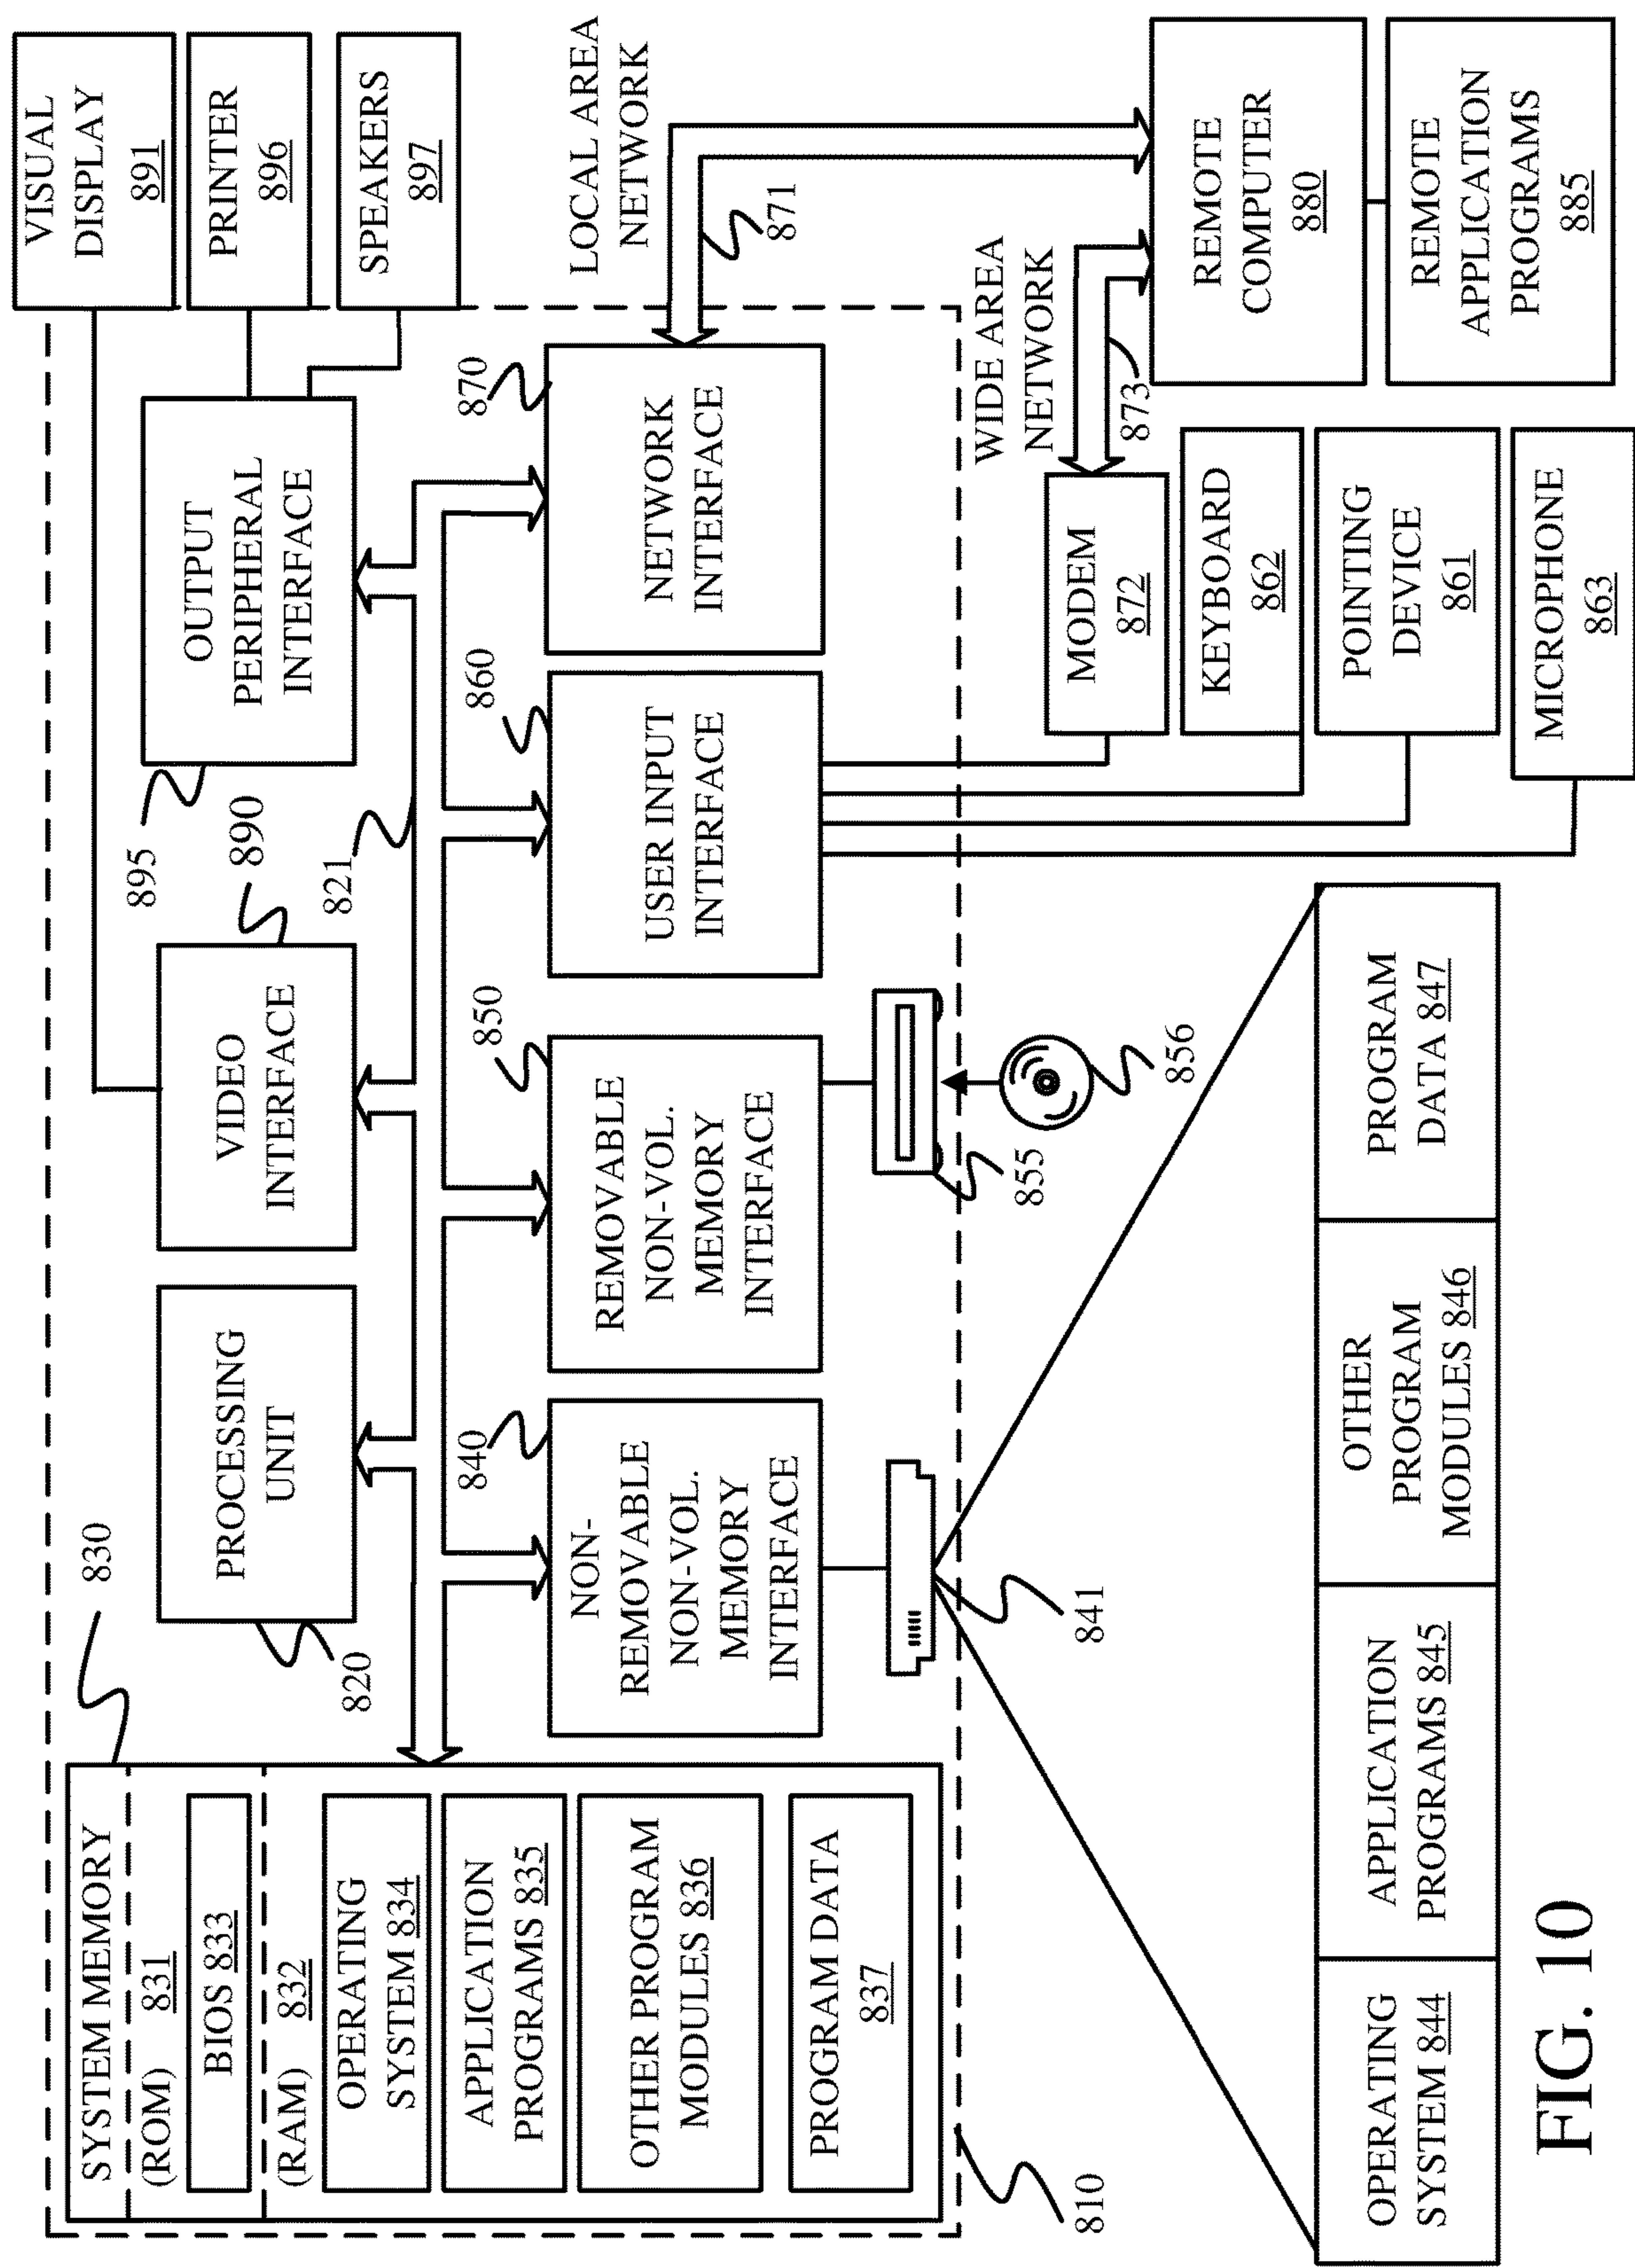 SYSTEM MEMORY
(ROM) 831
BIOS 833
(RAM) 832
OPERATING
SYSTEM 834
APPLICATION
PROGRAMS 835
OTHER PROGRAM
MODULES 836
PROGRAM DATA
837
830
810
PROCESSING
UNIT
820
VIDEO
INTERFACE
890
OUTPUT
PERIPHERAL
INTERFACE
895
821
VISUAL
DISPLAY
891
PRINTER
896
SPEAKERS
897
NON-
REMOVABLE
NON-VOL.
MEMORY
INTERFACE
840
REMOVABLE
NON-VOL.
MEMORY
INTERFACE
850
USER INPUT
INTERFACE
860
NETWORK
INTERFACE
870
LOCAL AREA
NETWORK
871
841
855
856
WIDE AREA
NETWORK
873
MODEM
872
KEYBOARD
862
POINTING
DEVICE
861
MICROPHONE
863
REMOTE
COMPUTER
880
REMOTE
APPLICATION
PROGRAMS
885
OPERATING
SYSTEM 844
APPLICATION
PROGRAMS 845
OTHER
PROGRAM
MODULES 846
PROGRAM
DATA 847
FIG. 10